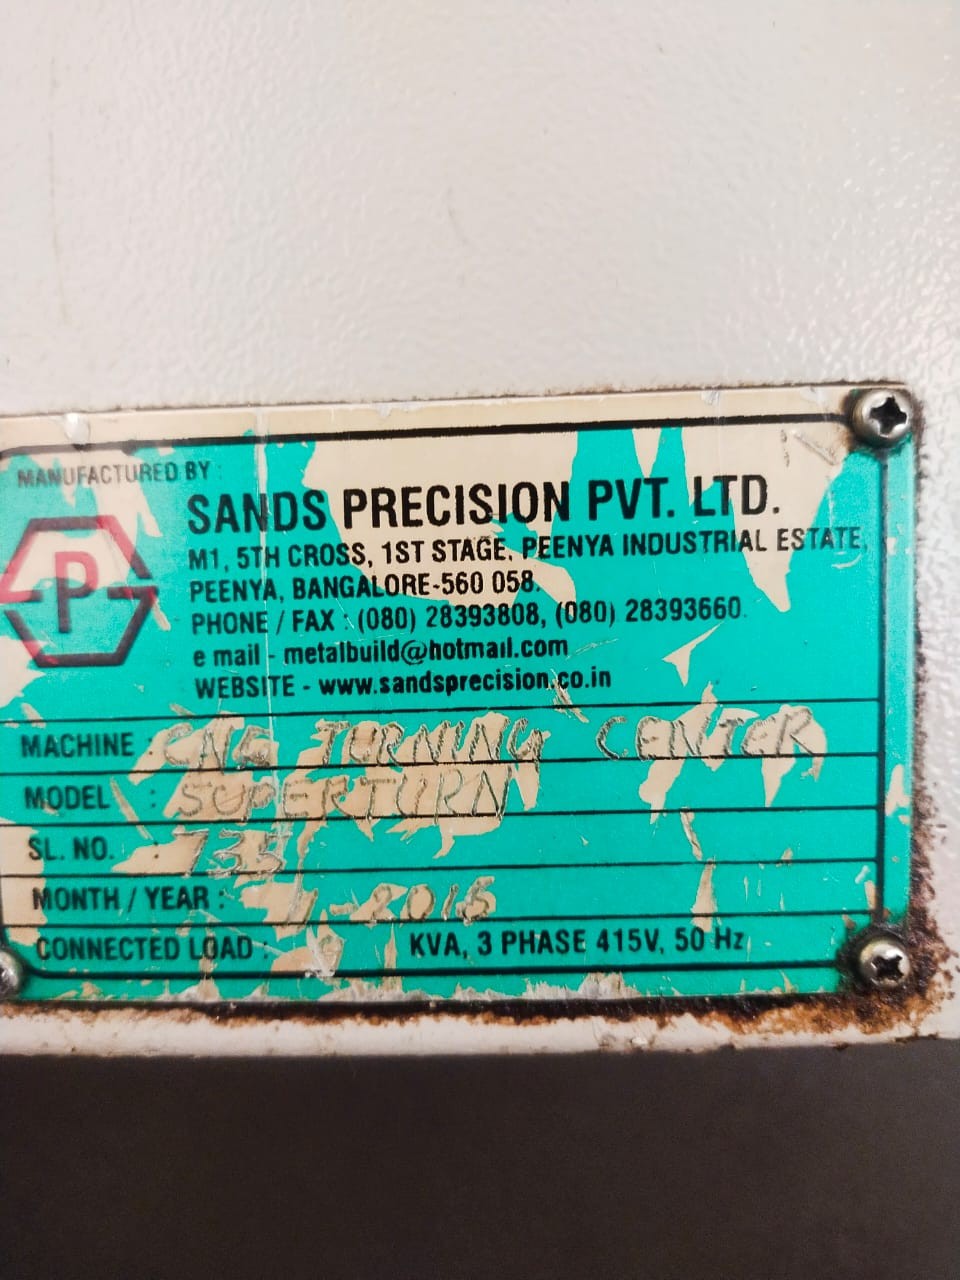 MANUFACTURED BY :
SANDS PRECISION PVT. LTD.
M1, 5TH CROSS, 1ST STAGE, PEENYA INDUSTRIAL ESTATE,
PEENYA, BANGALORE-560 058.
PHONE / FAX : (080) 28393808, (080) 28393660.
e mail - metalbuild@hotmail.com
WEBSITE - www.sandsprecision.co.in
P
MACHINE : CNC TURNING CENTER
MODEL : SUPERTURN
SL. NO. :
MONTH / YEAR :
CONNECTED LOAD : KVA, 3 PHASE 415V, 50 Hz